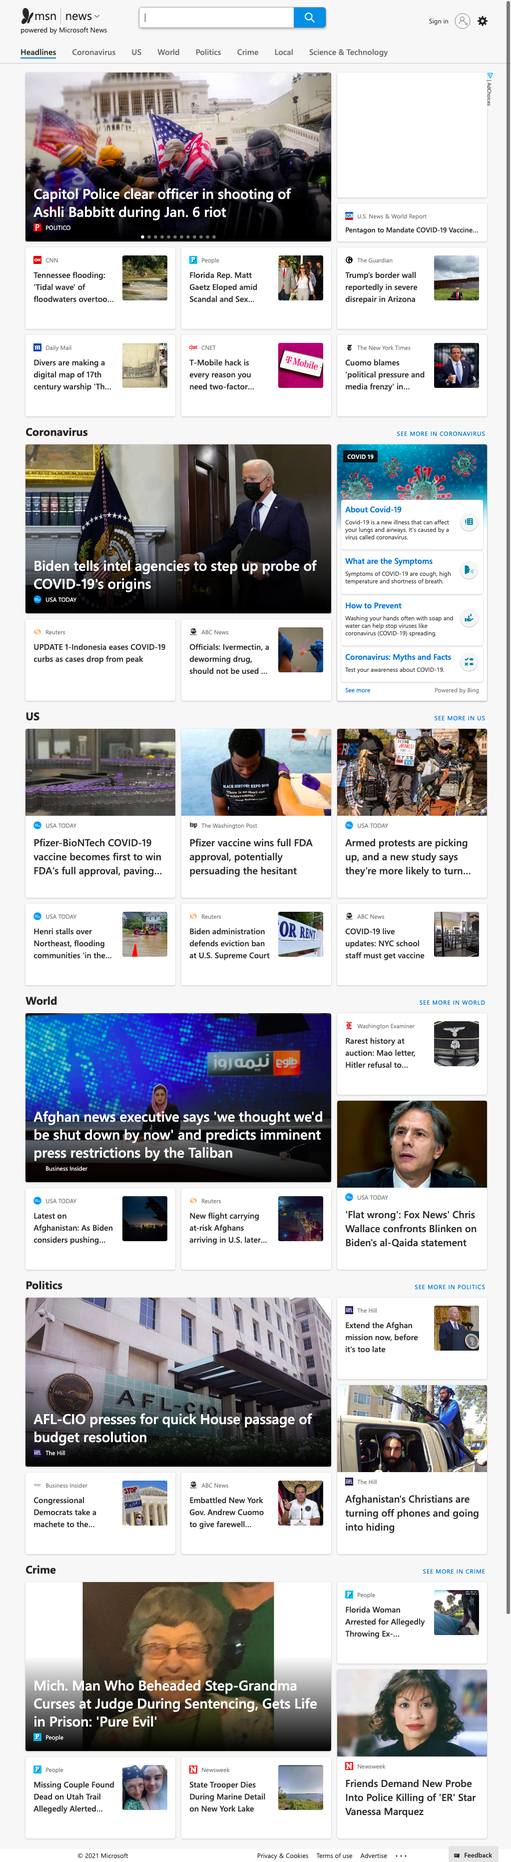 msn news
powered by Microsoft News
Sign in
Headlines Coronavirus US World Politics Crime Local Science & Technology
AdChoices
Capitol Police clear officer in shooting of
Ashli Babbitt during Jan. 6 riot
POLITICO
U.S. News & World Report
Pentagon to Mandate COVID-19 Vaccine...
CNN
Tennessee flooding:
'Tidal wave' of
floodwaters overtoo...
People
Florida Rep. Matt
Gaetz Eloped amid
Scandal and Sex...
The Guardian
Trump's border wall
reportedly in severe
disrepair in Arizona
Daily Mail
Divers are making a
digital map of 17th
century warship 'Th...
CNET
T-Mobile hack is
every reason you
need two-factor...
T Mobile
The New York Times
Cuomo blames
'political pressure and
media frenzy' in...
Coronavirus
SEE MORE IN CORONAVIRUS
Biden tells intel agencies to step up probe of
COVID-19's origins
USA TODAY
COVID 19
About Covid-19
Covid-19 is a new illness that can affect
your lungs and airways. It's caused by a
virus called coronavirus.
What are the Symptoms
Symptoms of COVID-19 are cough, high
temperature and shortness of breath.
How to Prevent
Washing your hands often with soap and
water can help stop viruses like
coronavirus (COVID-19) spreading.
Coronavirus: Myths and Facts
Test your awareness about COVID-19.
See more
Powered by Bing
Reuters
UPDATE 1-Indonesia eases COVID-19
curbs as cases drop from peak
ABC News
Officials: Ivermectin, a
deworming drug,
should not be used ...
US
SEE MORE IN US
USA TODAY
Pfizer-BioNTech COVID-19
vaccine becomes first to win
FDA's full approval, paving...
BLACK HISTORY
The Washington Post
Pfizer vaccine wins full FDA
approval, potentially
persuading the hesitant
USA TODAY
Armed protests are picking
up, and a new study says
they're more likely to turn...
USA TODAY
Henri stalls over
Northeast, flooding
communities 'in the...
Reuters
Biden administration
defends eviction ban
at U.S. Supreme Court
OR RENT
ABC News
COVID-19 live
updates: NYC school
staff must get vaccine
World
SEE MORE IN WORLD
نیمه روز
طلوع
Afghan news executive says 'we thought we'd
be shut down by now' and predicts imminent
press restrictions by the Taliban
Business Insider
Washington Examiner
Rarest history at
auction: Mao letter,
Hitler refusal to...
USA TODAY
'Flat wrong': Fox News' Chris
Wallace confronts Blinken on
Biden's al-Qaida statement
USA TODAY
Latest on
Afghanistan: As Biden
considers pushing...
Reuters
New flight carrying
at-risk Afghans
arriving in U.S. later...
Politics
SEE MORE IN POLITICS
AFL-CIO
AFL-CIO presses for quick House passage of
budget resolution
The Hill
The Hill
Extend the Afghan
mission now, before
it's too late
The Hill
Afghanistan's Christians are
turning off phones and going
into hiding
Business Insider
Congressional
Democrats take a
machete to the...
STOP
ABC News
Embattled New York
Gov. Andrew Cuomo
to give farewell...
Crime
SEE MORE IN CRIME
Mich. Man Who Beheaded Step-Grandma
Curses at Judge During Sentencing, Gets Life
in Prison: 'Pure Evil'
People
People
Florida Woman
Arrested for Allegedly
Throwing Ex-...
Newsweek
Friends Demand New Probe
Into Police Killing of 'ER' Star
Vanessa Marquez
People
Missing Couple Found
Dead on Utah Trail
Allegedly Alerted...
Newsweek
State Trooper Dies
During Marine Detail
on New York Lake
© 2021 Microsoft
Privacy & Cookies Terms of use Advertise ...
Feedback